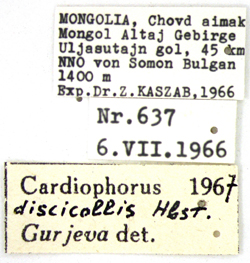 MONGOLIA, Chovd aimak
Mongol Altaj Gebirge
Uljasutajn gol, 45 km
NNO von Somon Bulgan
1400 m
Exp.Dr.Z.KASZAB,1966
Nr.637
6.VII.1966
Cardiophorus 1967
discicollis Hbst.
Gurjeva det.